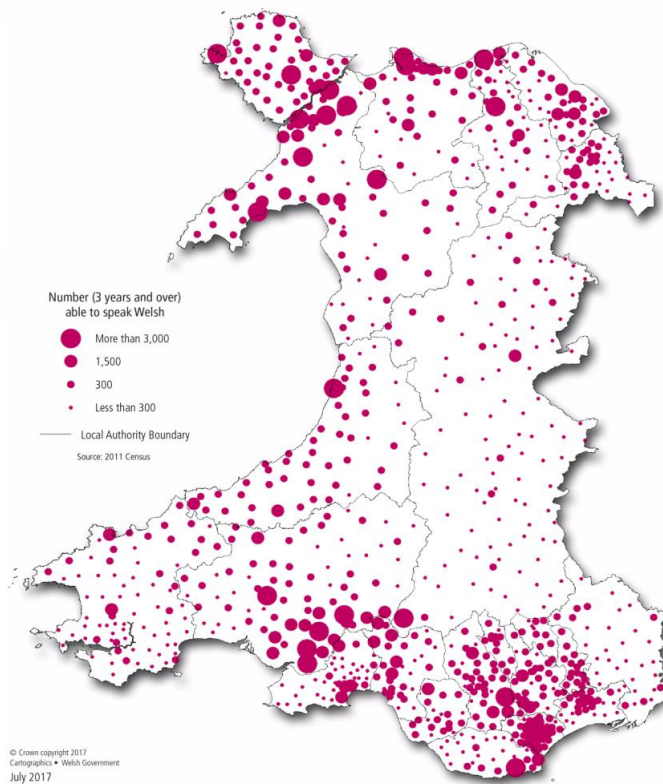 Number (3 years and over)
able to speak Welsh
More than 3,000
1,500
300
Less than 300
Local Authority Boundary
Source: 2011 Census
© Crown copyright 2017
Cartographics • Welsh Government
July 2017